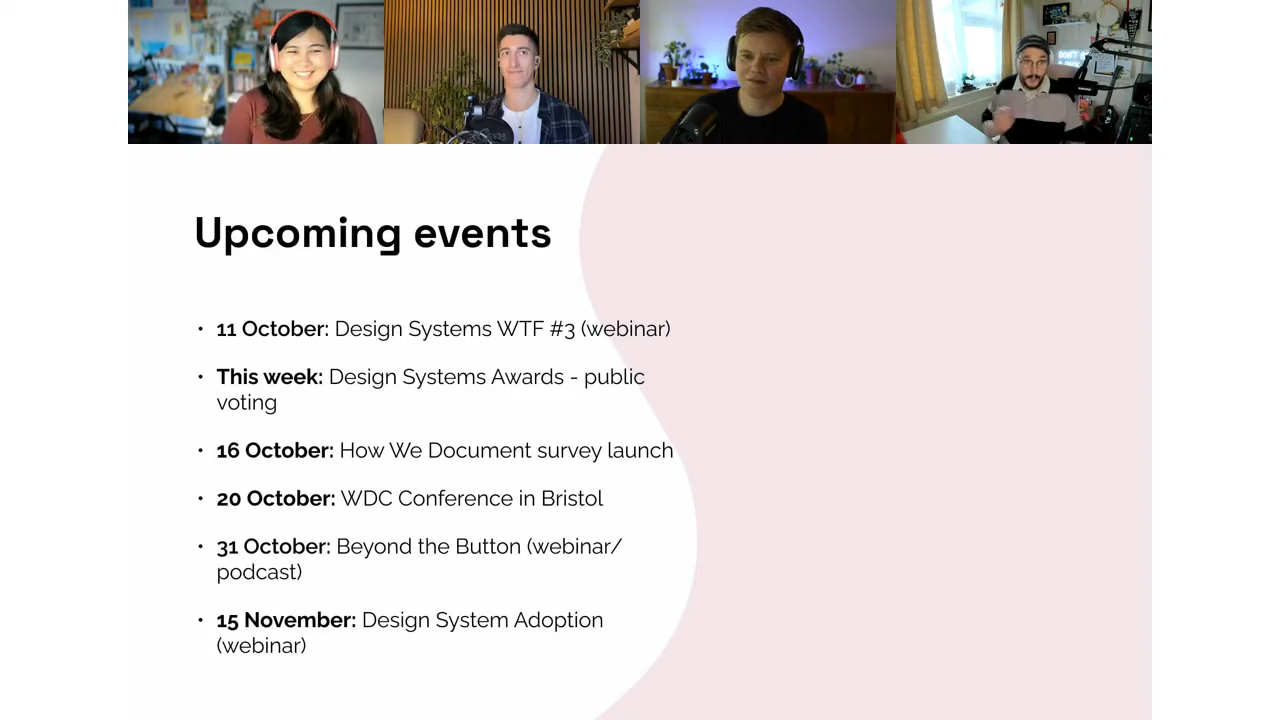 Upcoming events
• 11 October: Design Systems WTF #3 (webinar)
• This week: Design Systems Awards - public
voting
• 16 October: How We Document survey launch
• 20 October: WDC Conference in Bristol
• 31 October: Beyond the Button (webinar/
podcast)
• 15 November: Design System Adoption
(webinar)